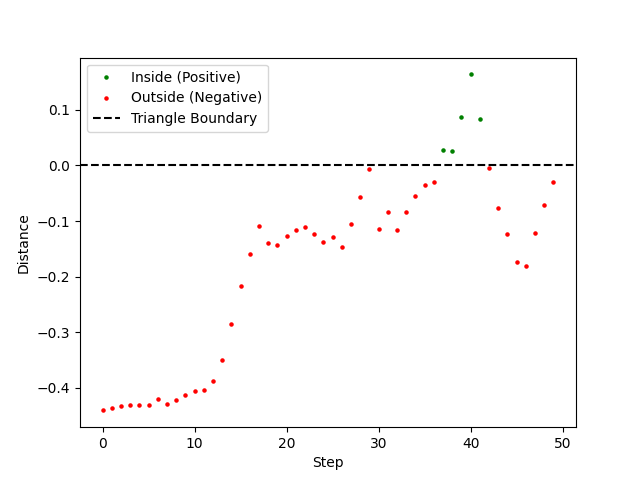 Inside (Positive)
Outside (Negative)
Triangle Boundary
0.1
0.0
−0.1
−0.2
−0.3
−0.4
Distance
0 10 20 30 40 50
Step